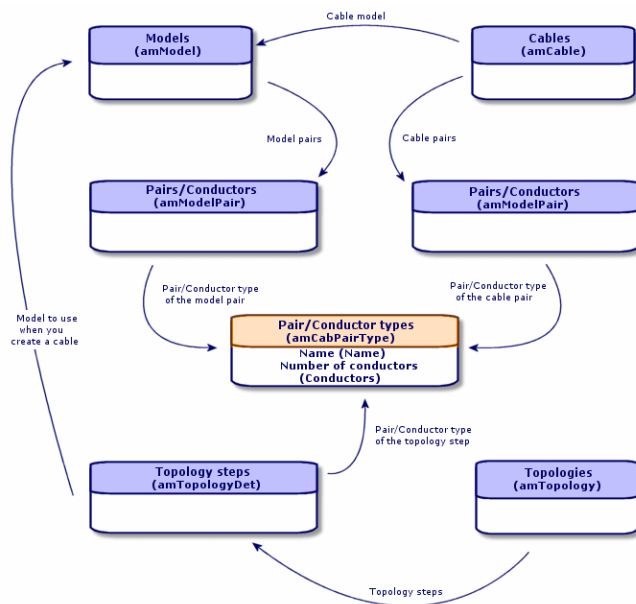 Cable model
Models
(amModel)
Cables
(amCable)
Model pairs
Cable pairs
Pairs/Conductors
(amModelPair)
Pairs/Conductors
(amModelPair)
Pair/Conductor type
of the model pair
Pair/Conductor type
of the cable pair
Model to use
when you
create a cable
Pair/Conductor types
(amCabPairType)
Name (Name)
Number of conductors
(Conductors)
Pair/Conductor type
of the topology step
Topology steps
(amTopologyDet)
Topologies
(amTopology)
Topology steps